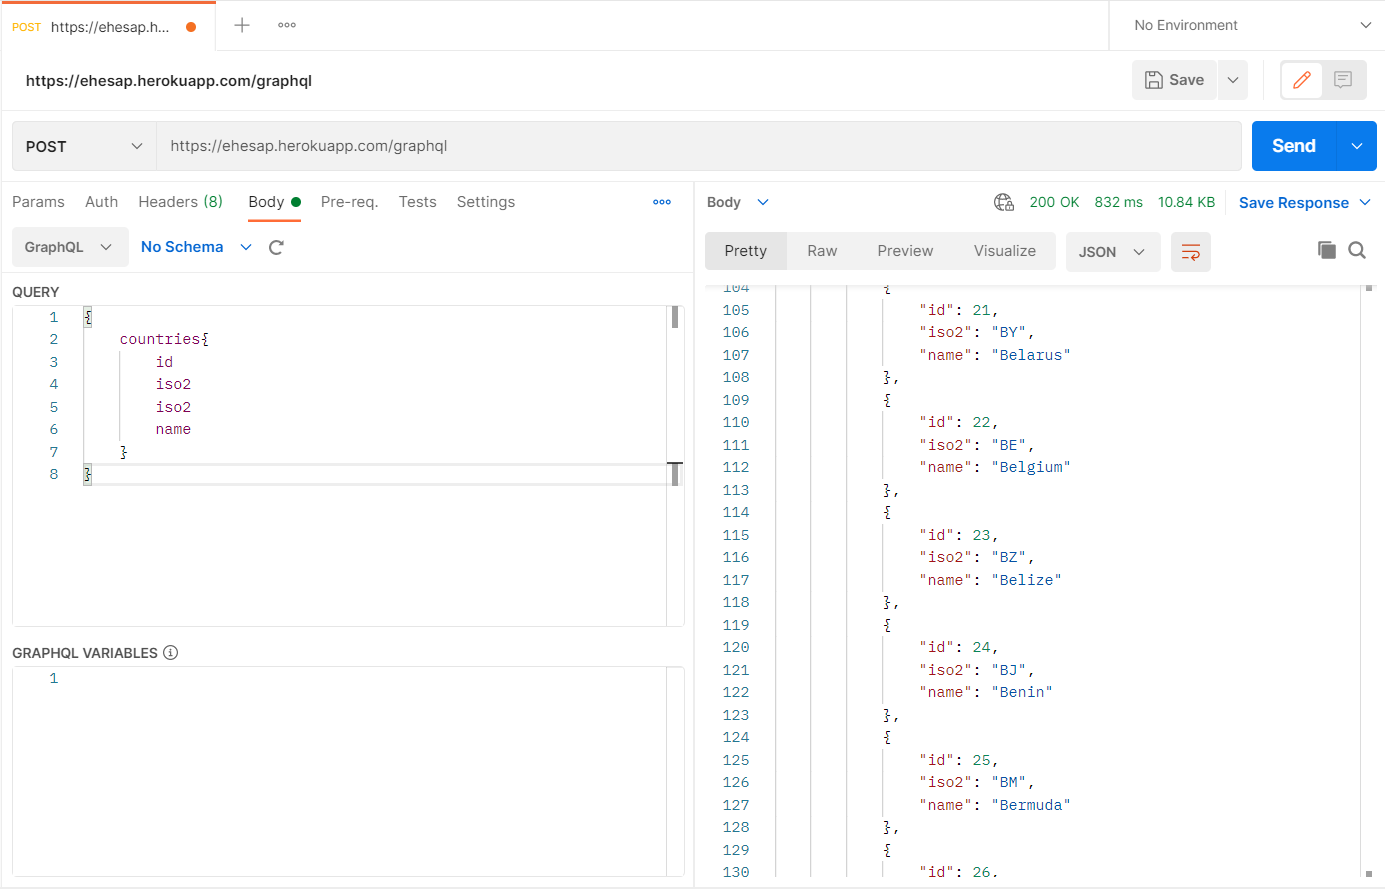 POST https://ehesap.h...
No Environment
https://ehesap.herokuapp.com/graphql
Save
POST
https://ehesap.herokuapp.com/graphql
Send
Params Auth Headers (8) Body Pre-req. Tests Settings
GraphQL No Schema
QUERY
1 {
2 countries{
3 id
4 iso2
5 iso2
6 name
7 }
8 }
GRAPHQL VARIABLES
1
Body 200 OK 832 ms 10.84 KB Save Response
Pretty Raw Preview Visualize JSON
104 {
105 "id": 21,
106 "iso2": "BY",
107 "name": "Belarus"
108 },
109 {
110 "id": 22,
111 "iso2": "BE",
112 "name": "Belgium"
113 },
114 {
115 "id": 23,
116 "iso2": "BZ",
117 "name": "Belize"
118 },
119 {
120 "id": 24,
121 "iso2": "BJ",
122 "name": "Benin"
123 },
124 {
125 "id": 25,
126 "iso2": "BM",
127 "name": "Bermuda"
128 },
129 {
130 "id": 26,